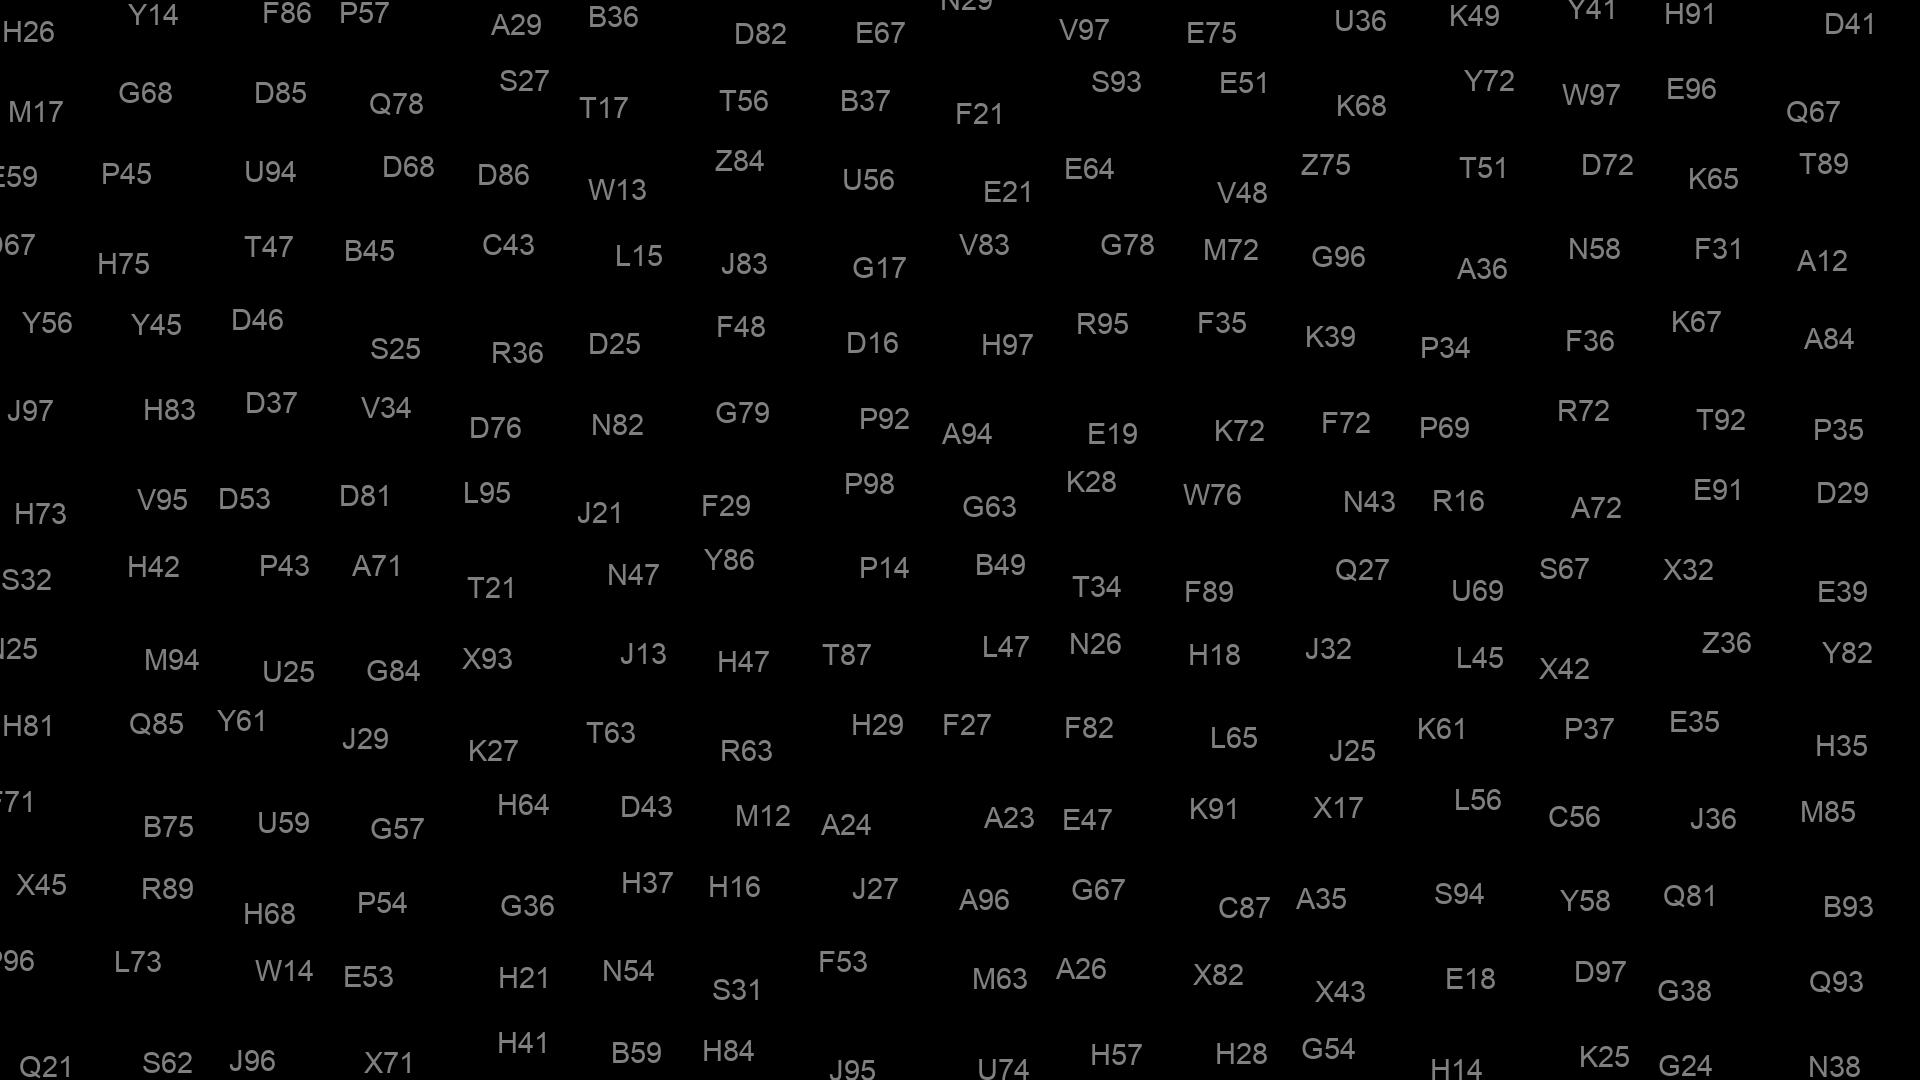 H26 Y14 F86 P57 A29 B36 D82 E67 N29 V97 E75 U36 K49 Y41 H91 D41
M17 G68 D85 Q78 S27 T17 T56 B37 F21 S93 E51 K68 Y72 W97 E96 Q67
E59 P45 U94 D68 D86 W13 Z84 U56 E21 E64 V48 Z75 T51 D72 K65 T89
H75 T47 B45 C43 L15 J83 G17 V83 G78 M72 G96 A36 N58 F31 A12
Y56 Y45 D46 S25 R36 D25 F48 D16 H97 R95 F35 K39 P34 F36 K67 A84
J97 H83 D37 V34 D76 N82 G79 P92 A94 E19 K72 F72 P69 R72 T92 P35
H73 V95 D53 D81 L95 J21 F29 P98 G63 K28 W76 N43 R16 A72 E91 D29
S32 H42 P43 A71 T21 N47 Y86 P14 B49 T34 F89 Q27 U69 S67 X32 E39
M94 U25 G84 X93 J13 H47 T87 L47 N26 H18 J32 L45 X42 Z36 Y82
H81 Q85 Y61 J29 K27 T63 R63 H29 F27 F82 L65 J25 K61 P37 E35 H35
B75 U59 G57 H64 D43 M12 A24 A23 E47 K91 X17 L56 C56 J36 M85
X45 R89 H68 P54 G36 H37 H16 J27 A96 G67 C87 A35 S94 Y58 Q81 B93
L73 W14 E53 H21 N54 S31 F53 M63 A26 X82 X43 E18 D97 G38 Q93
Q21 S62 J96 X71 H41 B59 H84 J95 U74 H57 H28 G54 H14 K25 G24 N38